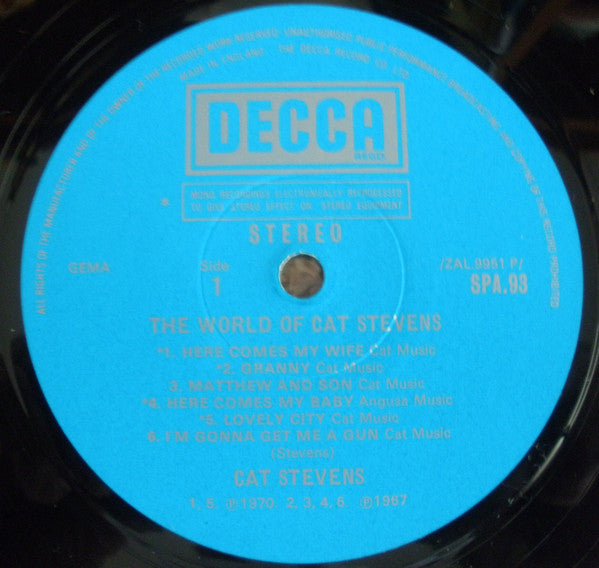 ALL RIGHTS OF THE MANUFACTURER AND OF THE OWNER OF THE RECORDED WORK RESERVED. UNAUTHORISED PUBLIC PERFORMANCE BROADCASTING AND COPYING OF THIS RECORD PROHIBITED
MADE IN ENGLAND · THE DECCA RECORD CO. LTD.
DECCA
MONO RECORDINGS ELECTRONICALLY REPROCESSED
TO GIVE STEREO EFFECT ON STEREO EQUIPMENT
*
STEREO
GEMA
Side
1
/ZAL.9951 P/
SPA.93
THE WORLD OF CAT STEVENS
*1. HERE COMES MY WIFE Cat Music
*2. GRANNY Cat Music
3. MATTHEW AND SON Cat Music
*4. HERE COMES MY BABY Angusa Music
*5. LOVELY CITY Cat Music
6. I'M GONNA GET ME A GUN Cat Music
(Stevens)
CAT STEVENS
1, 5. ℗1970 2, 3, 4, 6. ℗1967